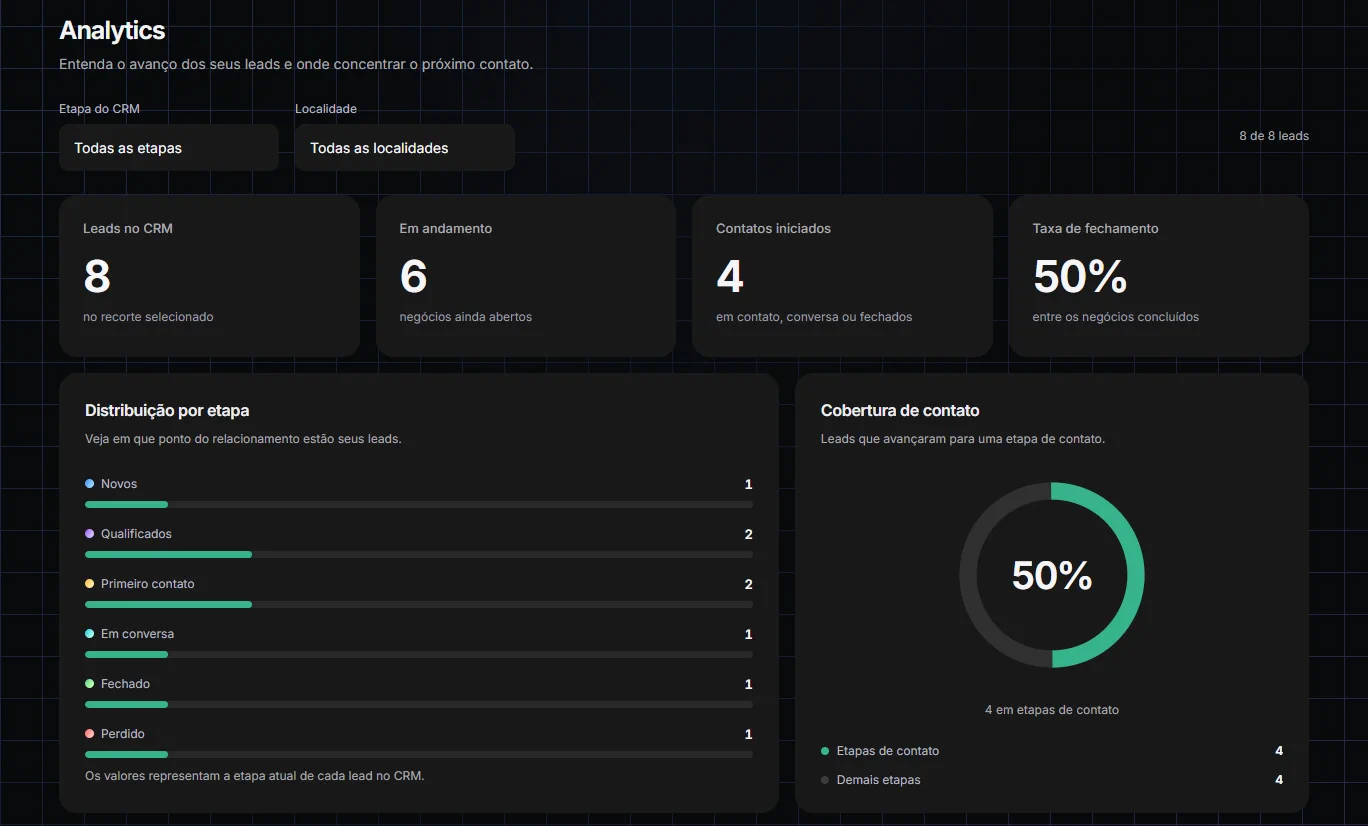 Analytics
Entenda o avanço dos seus leads e onde concentrar o próximo contato.
Etapa do CRM
Localidade
Todas as etapas
Todas as localidades
8 de 8 leads
Leads no CRM
8
no recorte selecionado
Em andamento
6
negócios ainda abertos
Contatos iniciados
4
em contato, conversa ou fechados
Taxa de fechamento
50%
entre os negócios concluídos
Distribuição por etapa
Veja em que ponto do relacionamento estão seus leads.
Novos 1
Qualificados 2
Primeiro contato 2
Em conversa 1
Fechado 1
Perdido 1
Os valores representam a etapa atual de cada lead no CRM.
Cobertura de contato
Leads que avançaram para uma etapa de contato.
50%
4 em etapas de contato
Etapas de contato 4
Demais etapas 4